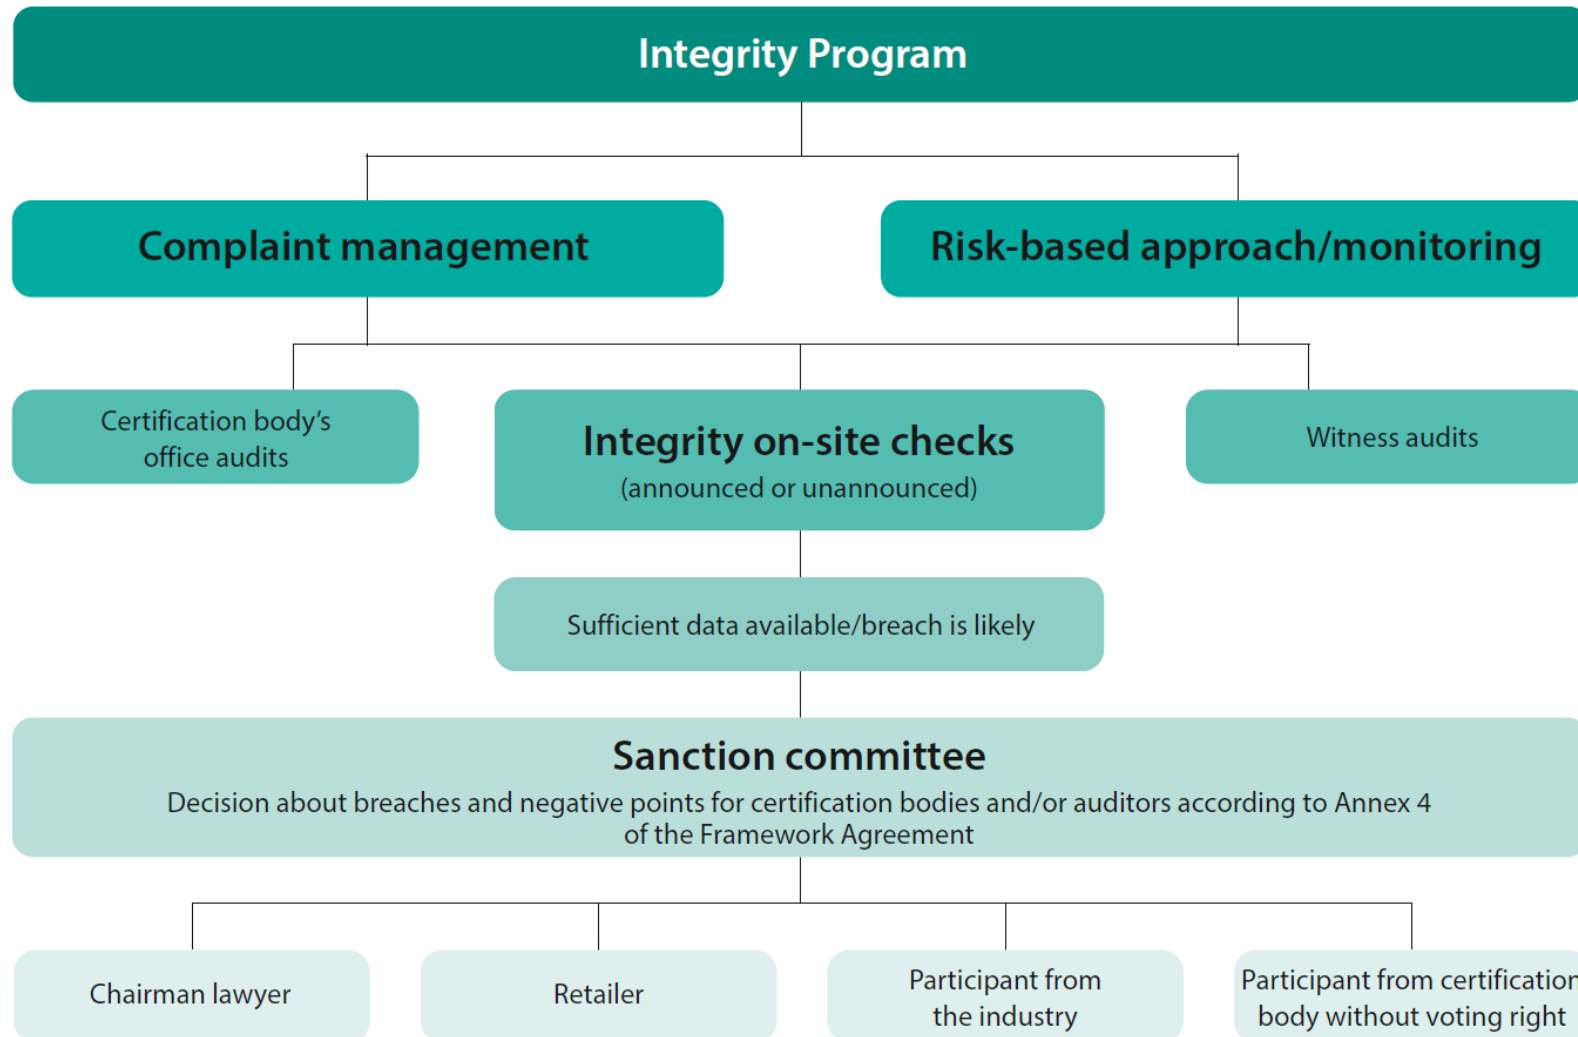 Integrity Program
Complaint management
Risk-based approach/monitoring
Certification body’s
office audits
Integrity on-site checks
(announced or unannounced)
Witness audits
Sufficient data available/breach is likely
Sanction committee
Decision about breaches and negative points for certification bodies and/or auditors according to Annex 4
of the Framework Agreement
Chairman lawyer
Retailer
Participant from
the industry
Participant from certification
body without voting right